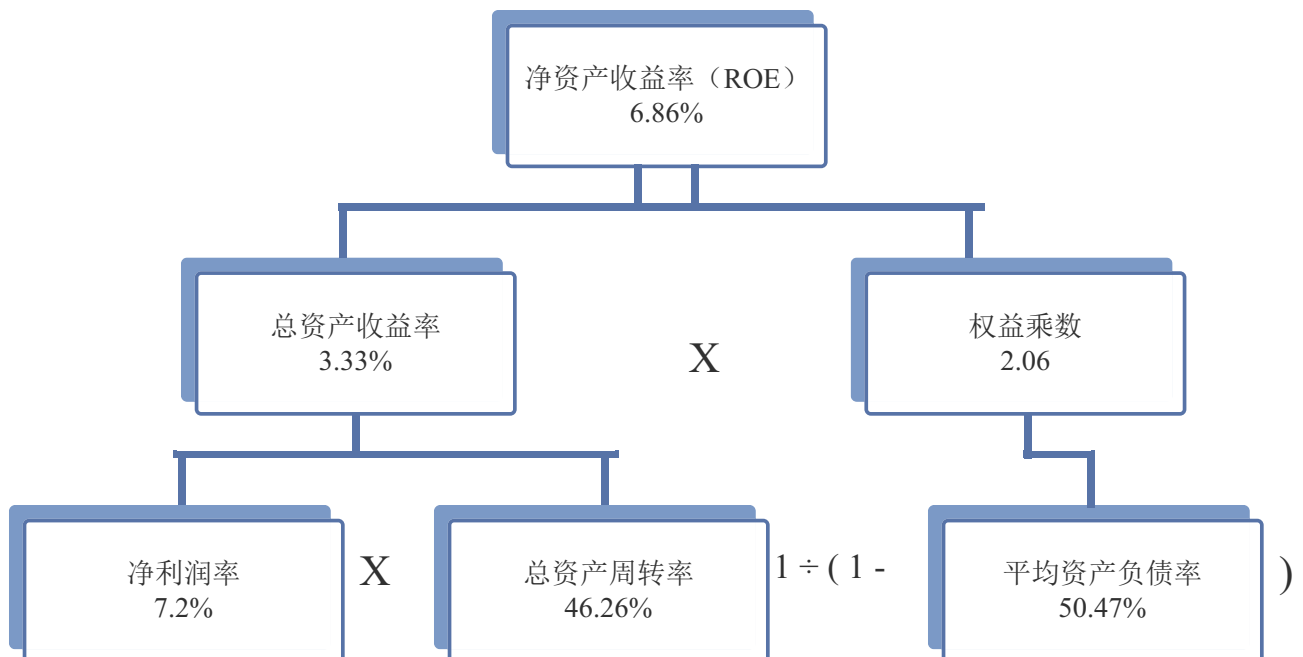 净资产收益率（ROE）
6.86%
总资产收益率
3.33%
X
权益乘数
2.06
净利润率
7.2%
X
总资产周转率
46.26%
1 ÷ ( 1 -
平均资产负债率
50.47%
)